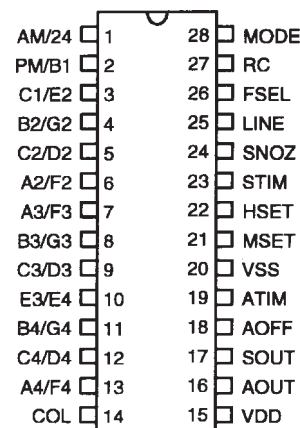 AM/24 1 28 MODE
PM/B1 2 27 RC
C1/E2 3 26 FSEL
B2/G2 4 25 LINE
C2/D2 5 24 SNOZ
A2/F2 6 23 STIM
A3/F3 7 22 HSET
B3/G3 8 21 MSET
C3/D3 9 20 VSS
E3/E4 10 19 ATIM
B4/G4 11 18 AOFF
C4/D4 12 17 SOUT
A4/F4 13 16 AOUT
COL 14 15 VDD